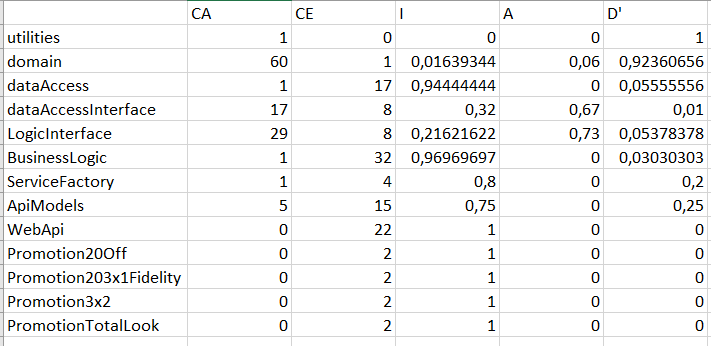 CA CE I A D'
utilities 1 0 0 0 1
domain 60 1 0,01639344 0,06 0,92360656
dataAccess 1 17 0,94444444 0 0,05555556
dataAccessInterface 17 8 0,32 0,67 0,01
LogicInterface 29 8 0,21621622 0,73 0,05378378
BusinessLogic 1 32 0,96969697 0 0,03030303
ServiceFactory 1 4 0,8 0 0,2
ApiModels 5 15 0,75 0 0,25
WebApi 0 22 1 0 0
Promotion20Off 0 2 1 0 0
Promotion203x1Fidelity 0 2 1 0 0
Promotion3x2 0 2 1 0 0
PromotionTotalLook 0 2 1 0 0